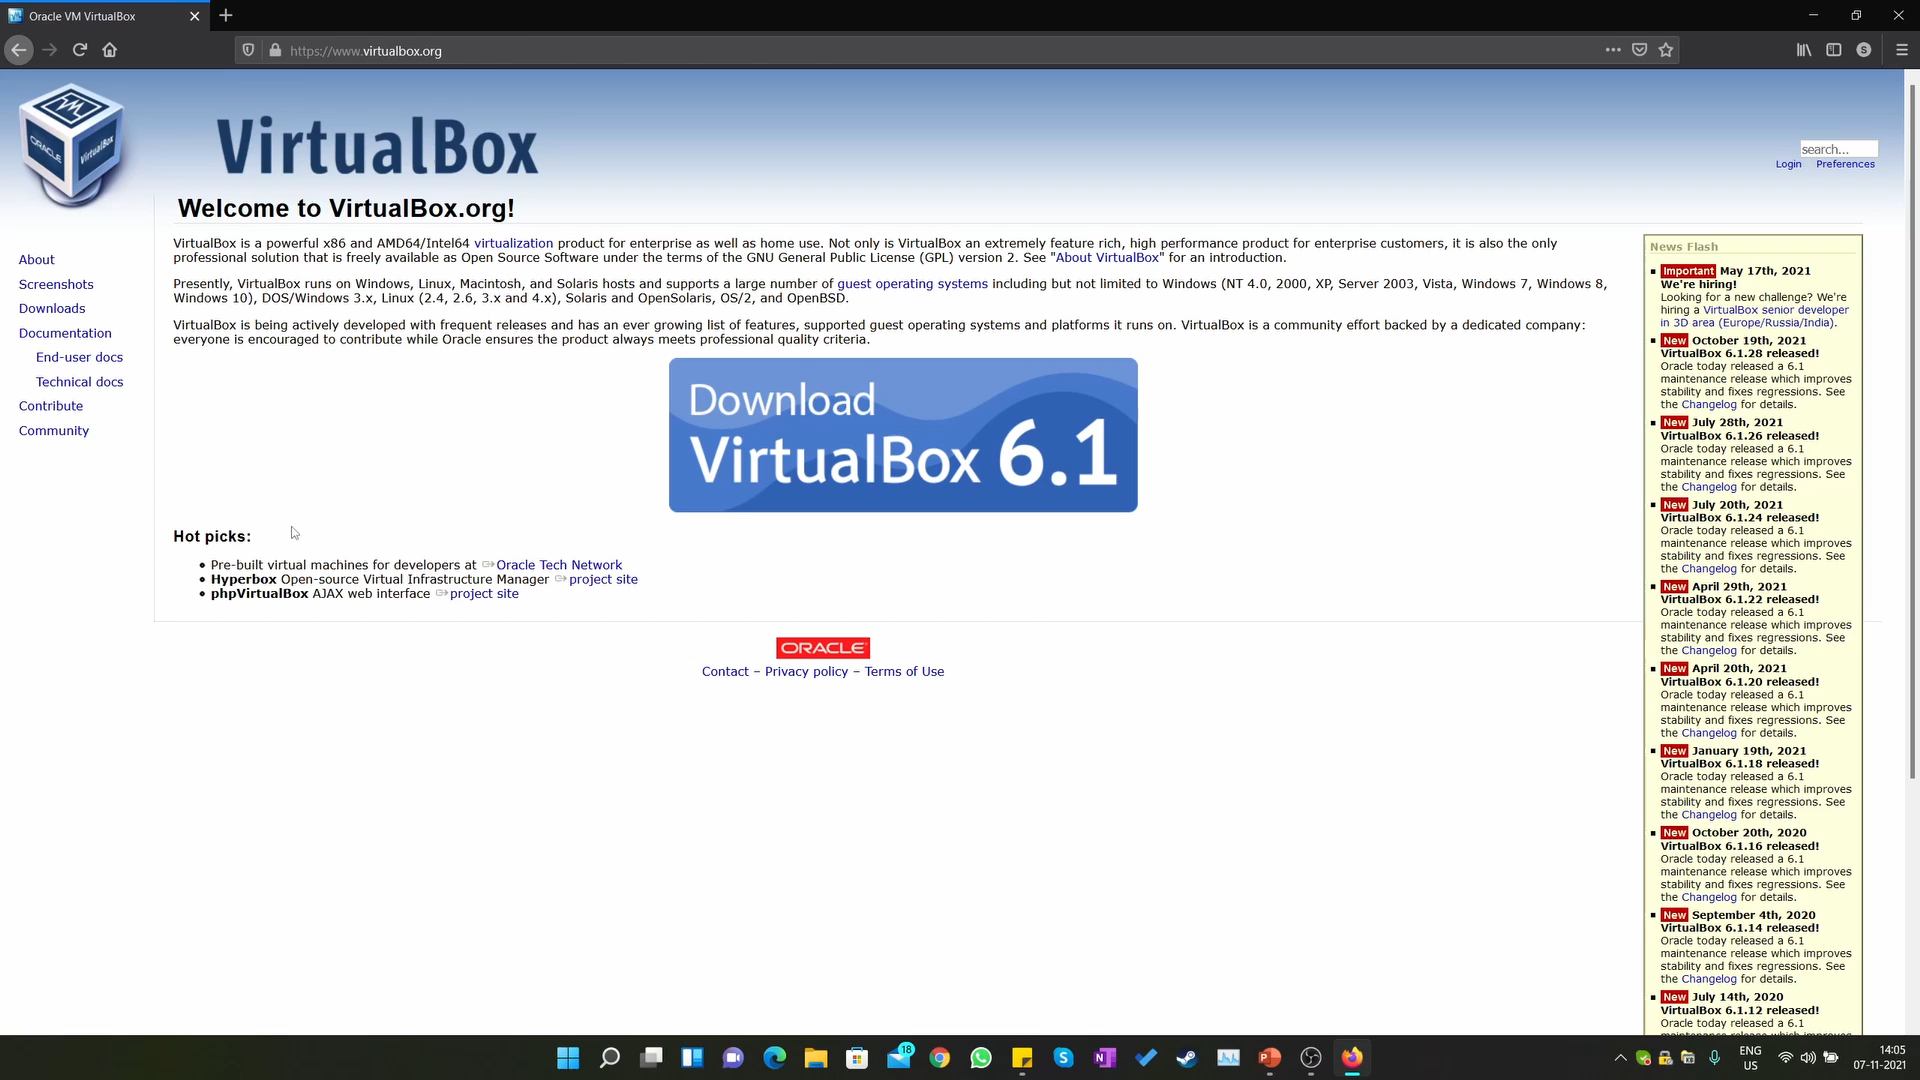 Oracle VM VirtualBox
https://www.virtualbox.org
ORACLE
VirtualBox
VirtualBox
search...
Login
Preferences
Welcome to VirtualBox.org!
About
Screenshots
Downloads
Documentation
End-user docs
Technical docs
Contribute
Community
VirtualBox is a powerful x86 and AMD64/Intel64 virtualization product for enterprise as well as home use. Not only is VirtualBox an extremely feature rich, high performance product for enterprise customers, it is also the only
professional solution that is freely available as Open Source Software under the terms of the GNU General Public License (GPL) version 2. See "About VirtualBox" for an introduction.
Presently, VirtualBox runs on Windows, Linux, Macintosh, and Solaris hosts and supports a large number of guest operating systems including but not limited to Windows (NT 4.0, 2000, XP, Server 2003, Vista, Windows 7, Windows 8,
Windows 10), DOS/Windows 3.x, Linux (2.4, 2.6, 3.x and 4.x), Solaris and OpenSolaris, OS/2, and OpenBSD.
VirtualBox is being actively developed with frequent releases and has an ever growing list of features, supported guest operating systems and platforms it runs on. VirtualBox is a community effort backed by a dedicated company:
everyone is encouraged to contribute while Oracle ensures the product always meets professional quality criteria.
Download
VirtualBox 6.1
Hot picks:
• Pre-built virtual machines for developers at Oracle Tech Network
• Hyperbox Open-source Virtual Infrastructure Manager project site
• phpVirtualBox AJAX web interface project site
ORACLE
Contact – Privacy policy – Terms of Use
News Flash
Important May 17th, 2021
We're hiring!
Looking for a new challenge? We're
hiring a VirtualBox senior developer
in 3D area (Europe/Russia/India).
New October 19th, 2021
VirtualBox 6.1.28 released!
Oracle today released a 6.1
maintenance release which improves
stability and fixes regressions. See
the Changelog for details.
New July 28th, 2021
VirtualBox 6.1.26 released!
Oracle today released a 6.1
maintenance release which improves
stability and fixes regressions. See
the Changelog for details.
New July 20th, 2021
VirtualBox 6.1.24 released!
Oracle today released a 6.1
maintenance release which improves
stability and fixes regressions. See
the Changelog for details.
New April 29th, 2021
VirtualBox 6.1.22 released!
Oracle today released a 6.1
maintenance release which improves
stability and fixes regressions. See
the Changelog for details.
New April 20th, 2021
VirtualBox 6.1.20 released!
Oracle today released a 6.1
maintenance release which improves
stability and fixes regressions. See
the Changelog for details.
New January 19th, 2021
VirtualBox 6.1.18 released!
Oracle today released a 6.1
maintenance release which improves
stability and fixes regressions. See
the Changelog for details.
New October 20th, 2020
VirtualBox 6.1.16 released!
Oracle today released a 6.1
maintenance release which improves
stability and fixes regressions. See
the Changelog for details.
New September 4th, 2020
VirtualBox 6.1.14 released!
Oracle today released a 6.1
maintenance release which improves
stability and fixes regressions. See
the Changelog for details.
New July 14th, 2020
VirtualBox 6.1.12 released!
Oracle today released a 6.1
18
ENG
US
14:05
07-11-2021